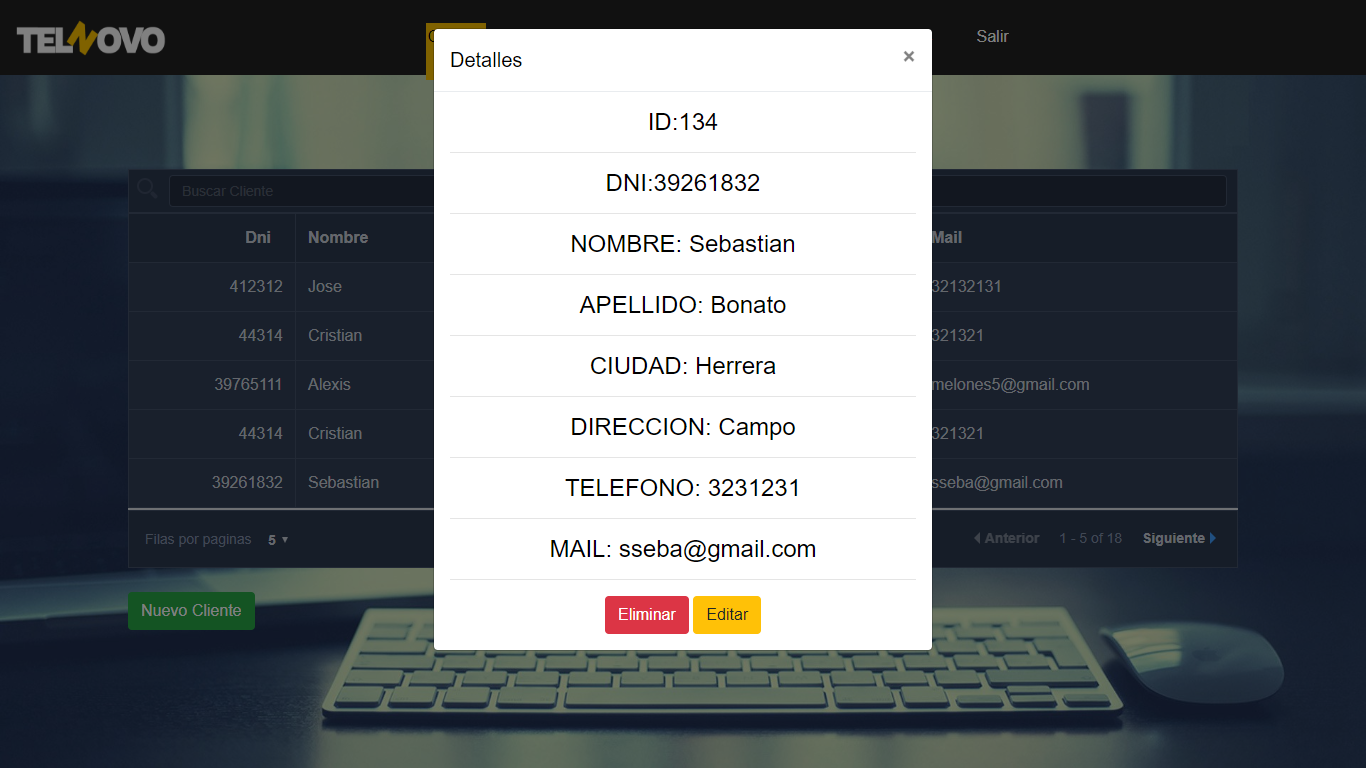 TELNOVO
Salir
Detalles
×
ID:134
DNI:39261832
NOMBRE: Sebastian
APELLIDO: Bonato
CIUDAD: Herrera
DIRECCION: Campo
TELEFONO: 3231231
MAIL: sseba@gmail.com
Eliminar Editar
Buscar Cliente
Dni Nombre Mail
412312 Jose 32132131
44314 Cristian 321321
39765111 Alexis melones5@gmail.com
44314 Cristian 321321
39261832 Sebastian sseba@gmail.com
Filas por paginas 5 Anterior 1 - 5 of 18 Siguiente
Nuevo Cliente